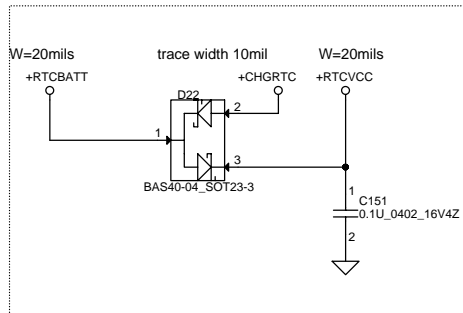 W=20mils trace width 10mil W=20mils
+RTCBATT +CHGRTC +RTCVCC
D22
2
1
3
BAS40-04_SOT23-3
1
C151
0.1U_0402_16V4Z
2